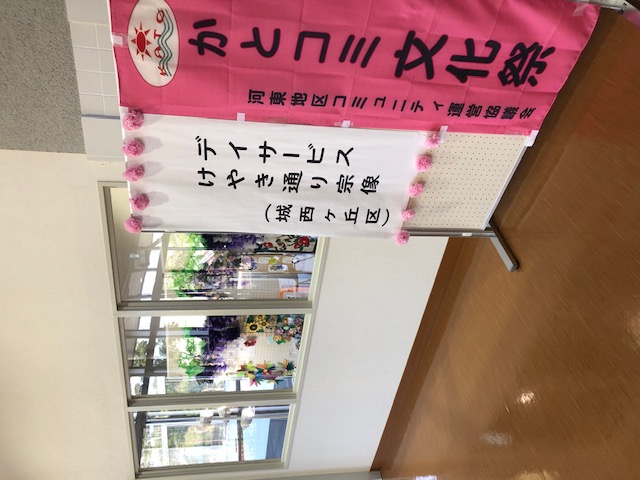 KATO
かとコミ文化祭
河東地区コミュニティ運営協議会
デイサービス
けやき通り宗像
(城西ヶ丘区)